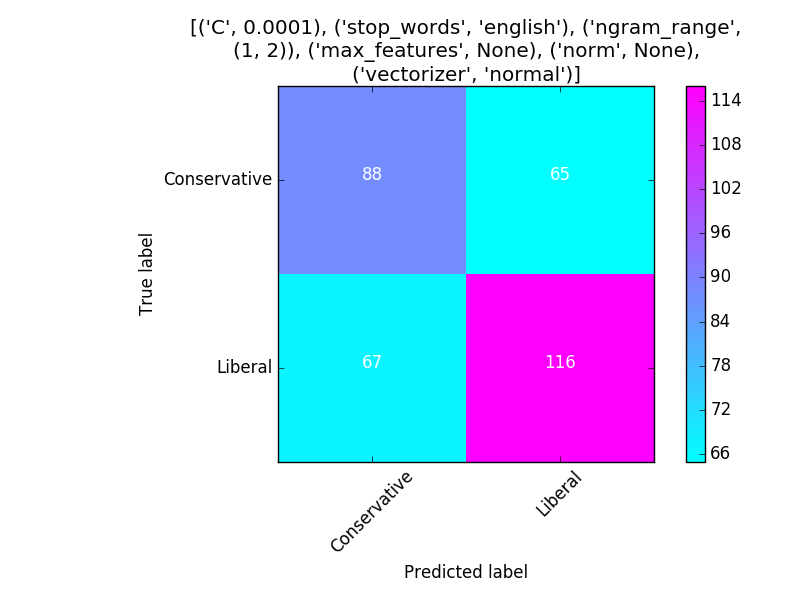 [('C', 0.0001), ('stop_words', 'english'), ('ngram_range',
(1, 2)), ('max_features', None), ('norm', None),
('vectorizer', 'normal')]
114
108
102
96
90
84
78
72
66
Conservative
88
65
True label
Liberal
67
116
Conservative
Liberal
Predicted label